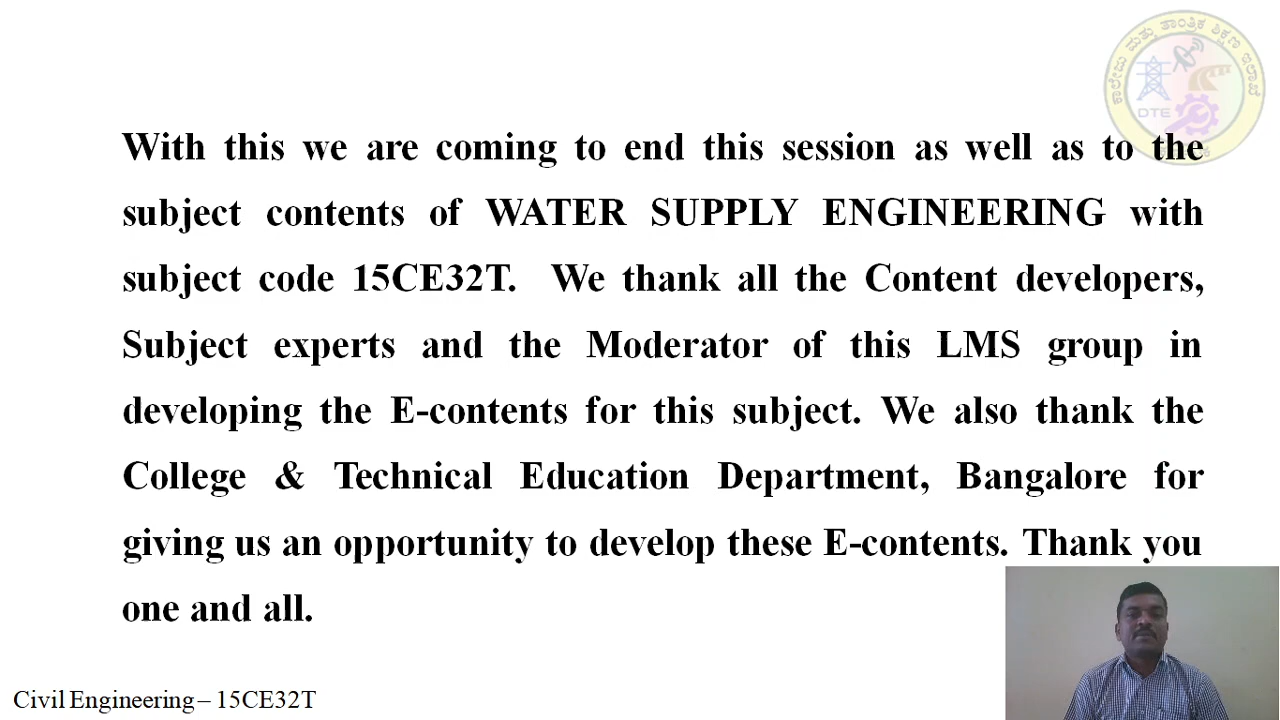 ಕಾಲೇಜು ಮತ್ತು ತಾಂತ್ರಿಕ ಶಿಕ್ಷಣ ಇಲಾಖೆ
DTE
With this we are coming to end this session as well as to the
subject contents of WATER SUPPLY ENGINEERING with
subject code 15CE32T. We thank all the Content developers,
Subject experts and the Moderator of this LMS group in
developing the E-contents for this subject. We also thank the
College & Technical Education Department, Bangalore for
giving us an opportunity to develop these E-contents. Thank you
one and all.
Civil Engineering – 15CE32T